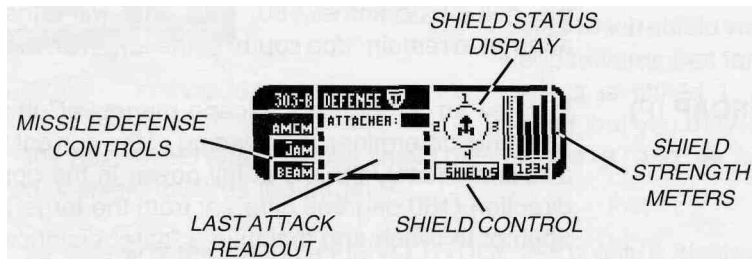 SHIELD STATUS
DISPLAY
303-B
DEFENSE
1
2
3
4
ATTACKER:
AMCM
JAM
BEAM
SHIELDS
1234
MISSILE DEFENSE
CONTROLS
SHIELD
STRENGTH
METERS
LAST ATTACK
READOUT
SHIELD CONTROL